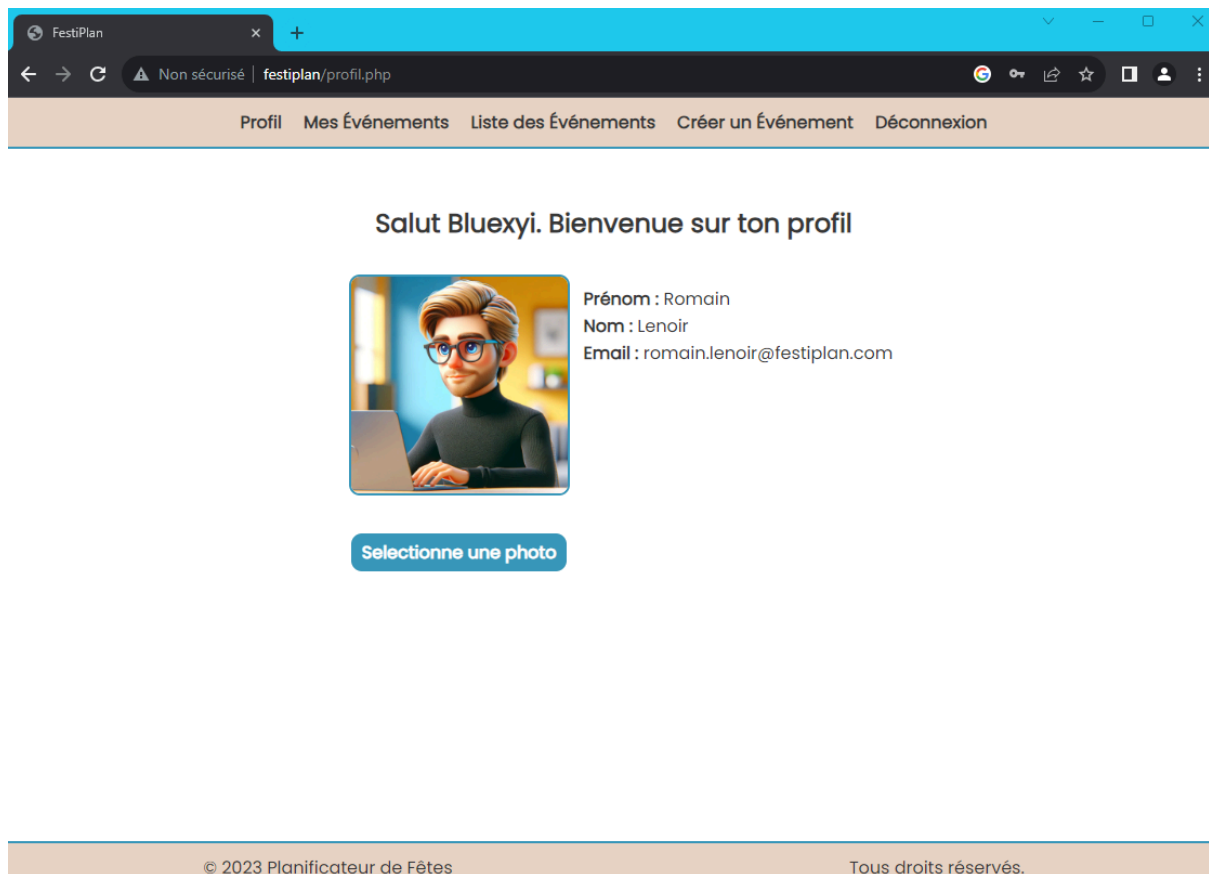 FestiPlan
Non sécurisé | festiplan/profil.php
Profil Mes Événements Liste des Événements Créer un Événement Déconnexion
Salut Bluexyi. Bienvenue sur ton profil
Prénom : Romain
Nom : Lenoir
Email : romain.lenoir@festiplan.com
Selectionne une photo
© 2023 Planificateur de Fêtes Tous droits réservés.